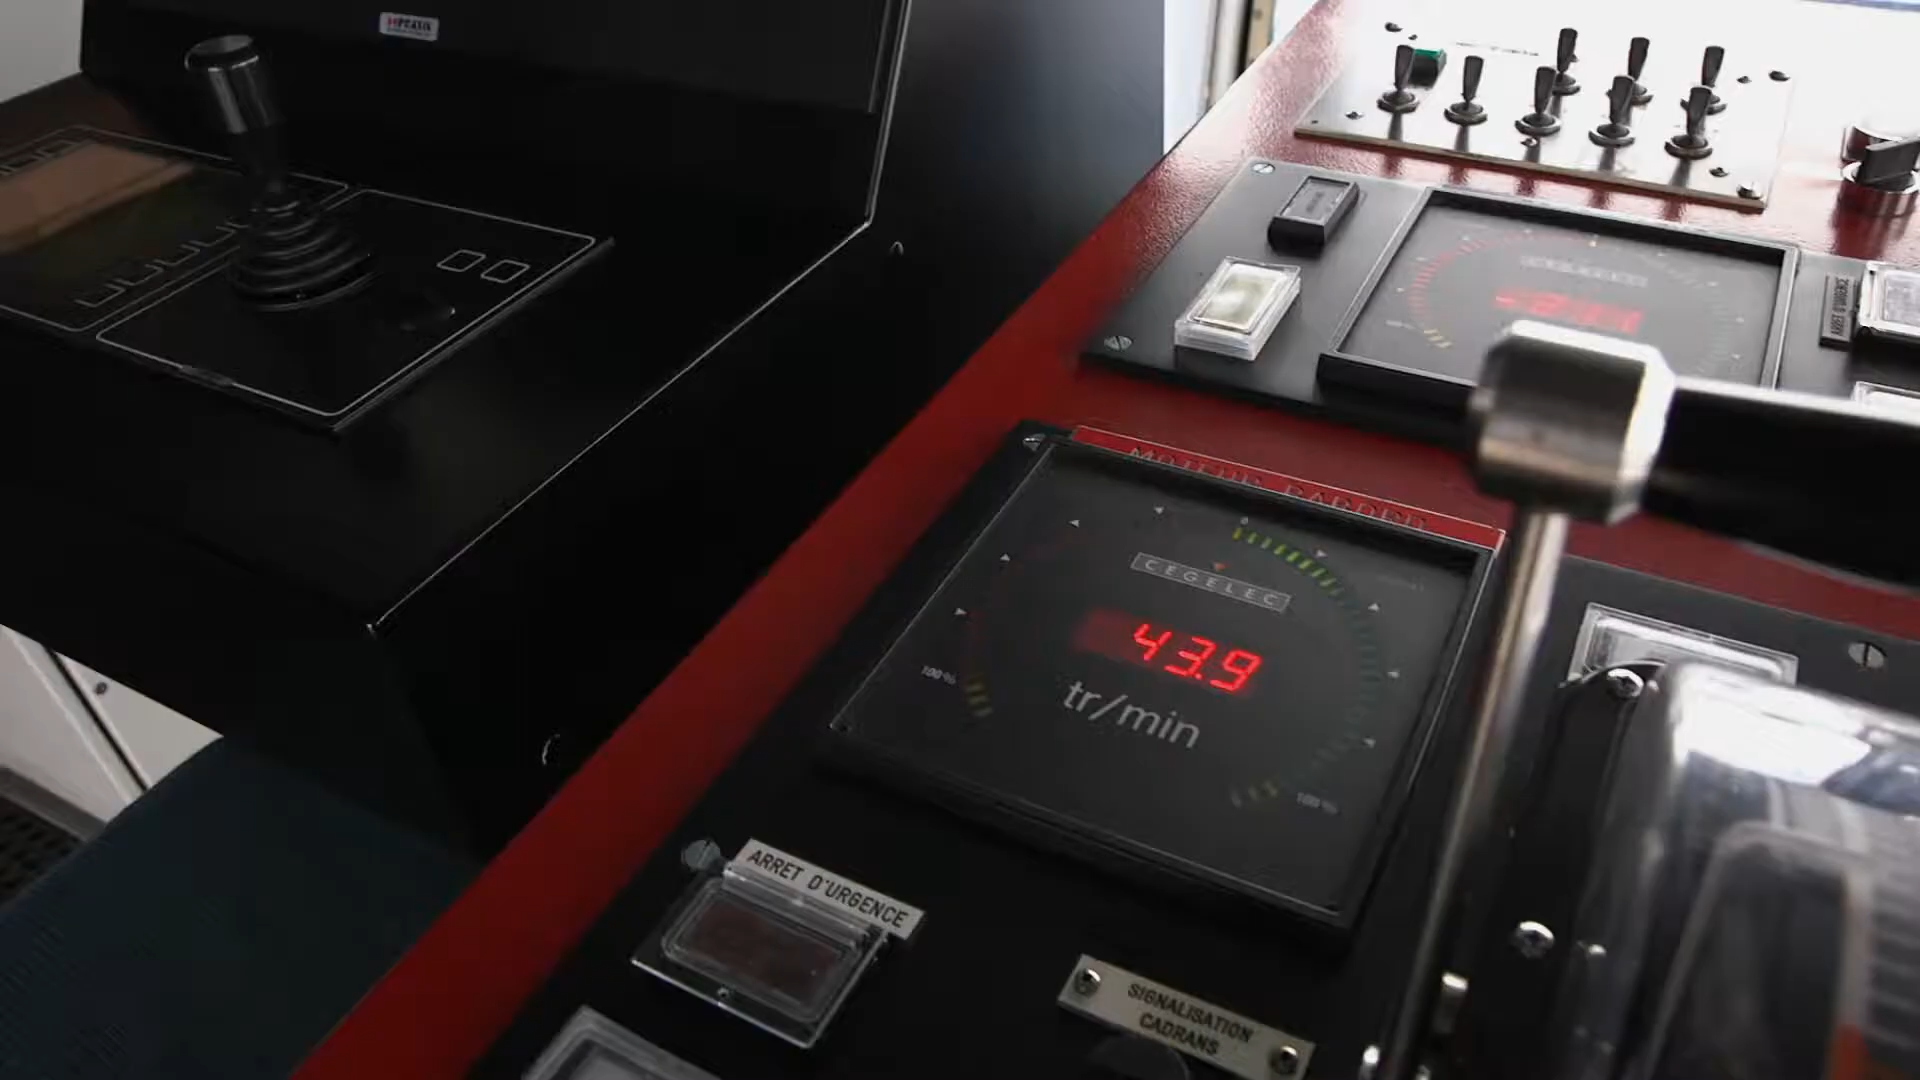 CEGELEC
43.9
tr/min
100%
100%
ARRET D'URGENCE
SIGNALISATION
CADRANS